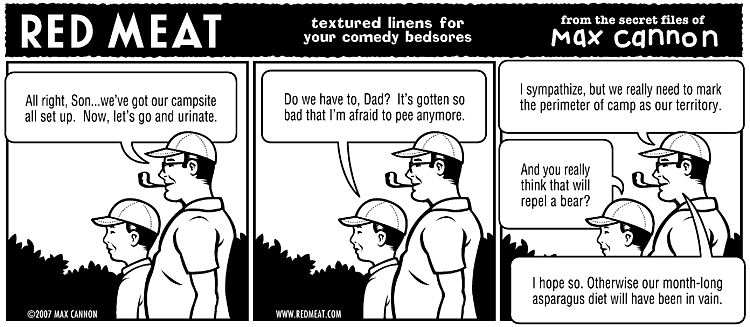 RED MEAT
textured linens for
your comedy bedsores
from the secret files of
Max Cannon
All right, Son...we've got our campsite
all set up.  Now, let's go and urinate.
©2007 MAX CANNON
Do we have to, Dad?  It's gotten so
bad that I'm afraid to pee anymore.
WWW.REDMEAT.COM
I sympathize, but we really need to mark
the perimeter of camp as our territory.
And you really
think that will
repel a bear?
I hope so. Otherwise our month-long
asparagus diet will have been in vain.